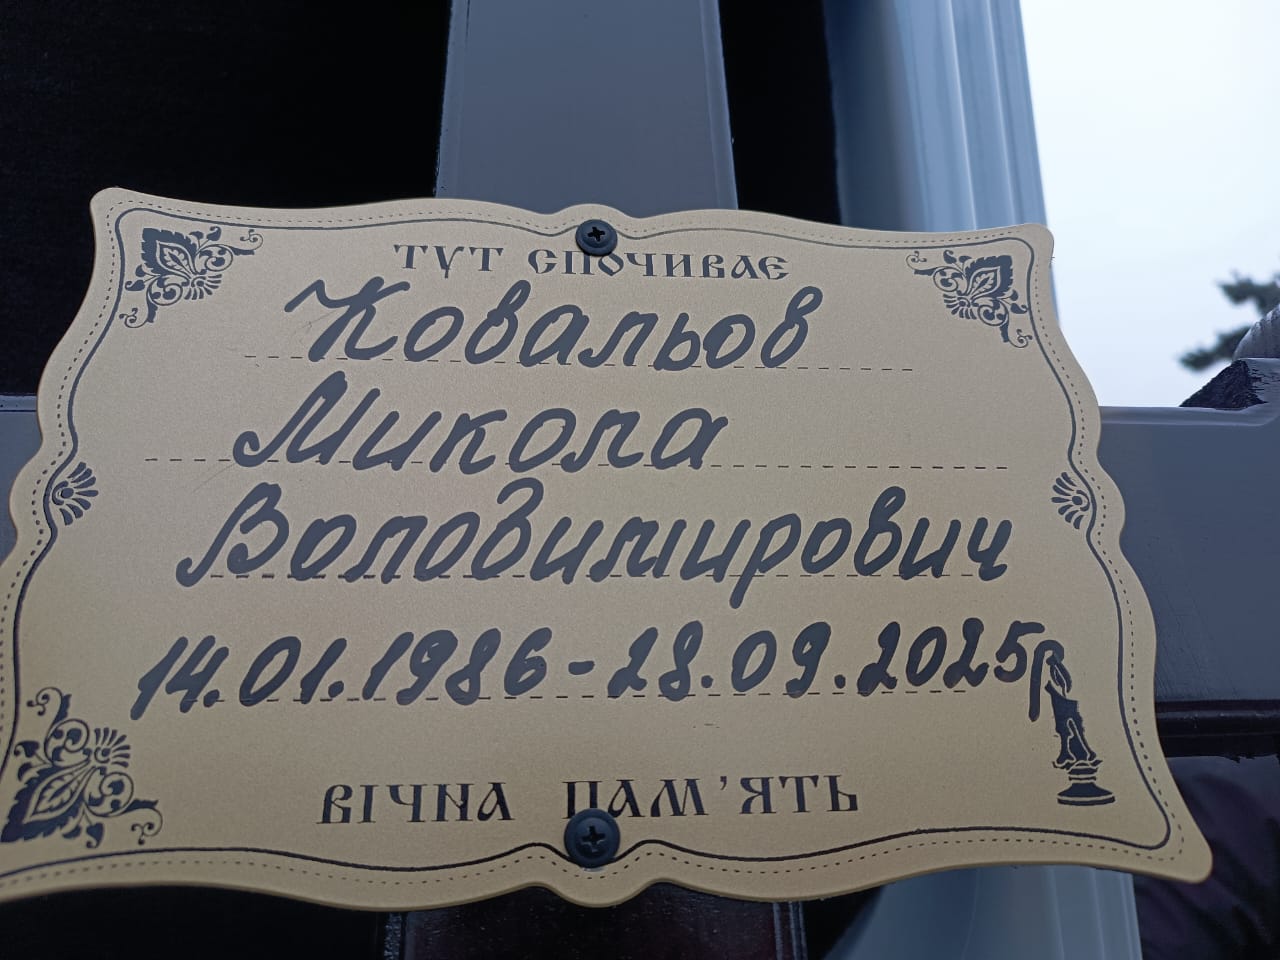 ТУТ СПОЧИВАЄ
Ковальов
Микола
Володимирович
14.01.1986-28.09.2025р
ВІЧНА ПАМ'ЯТЬ